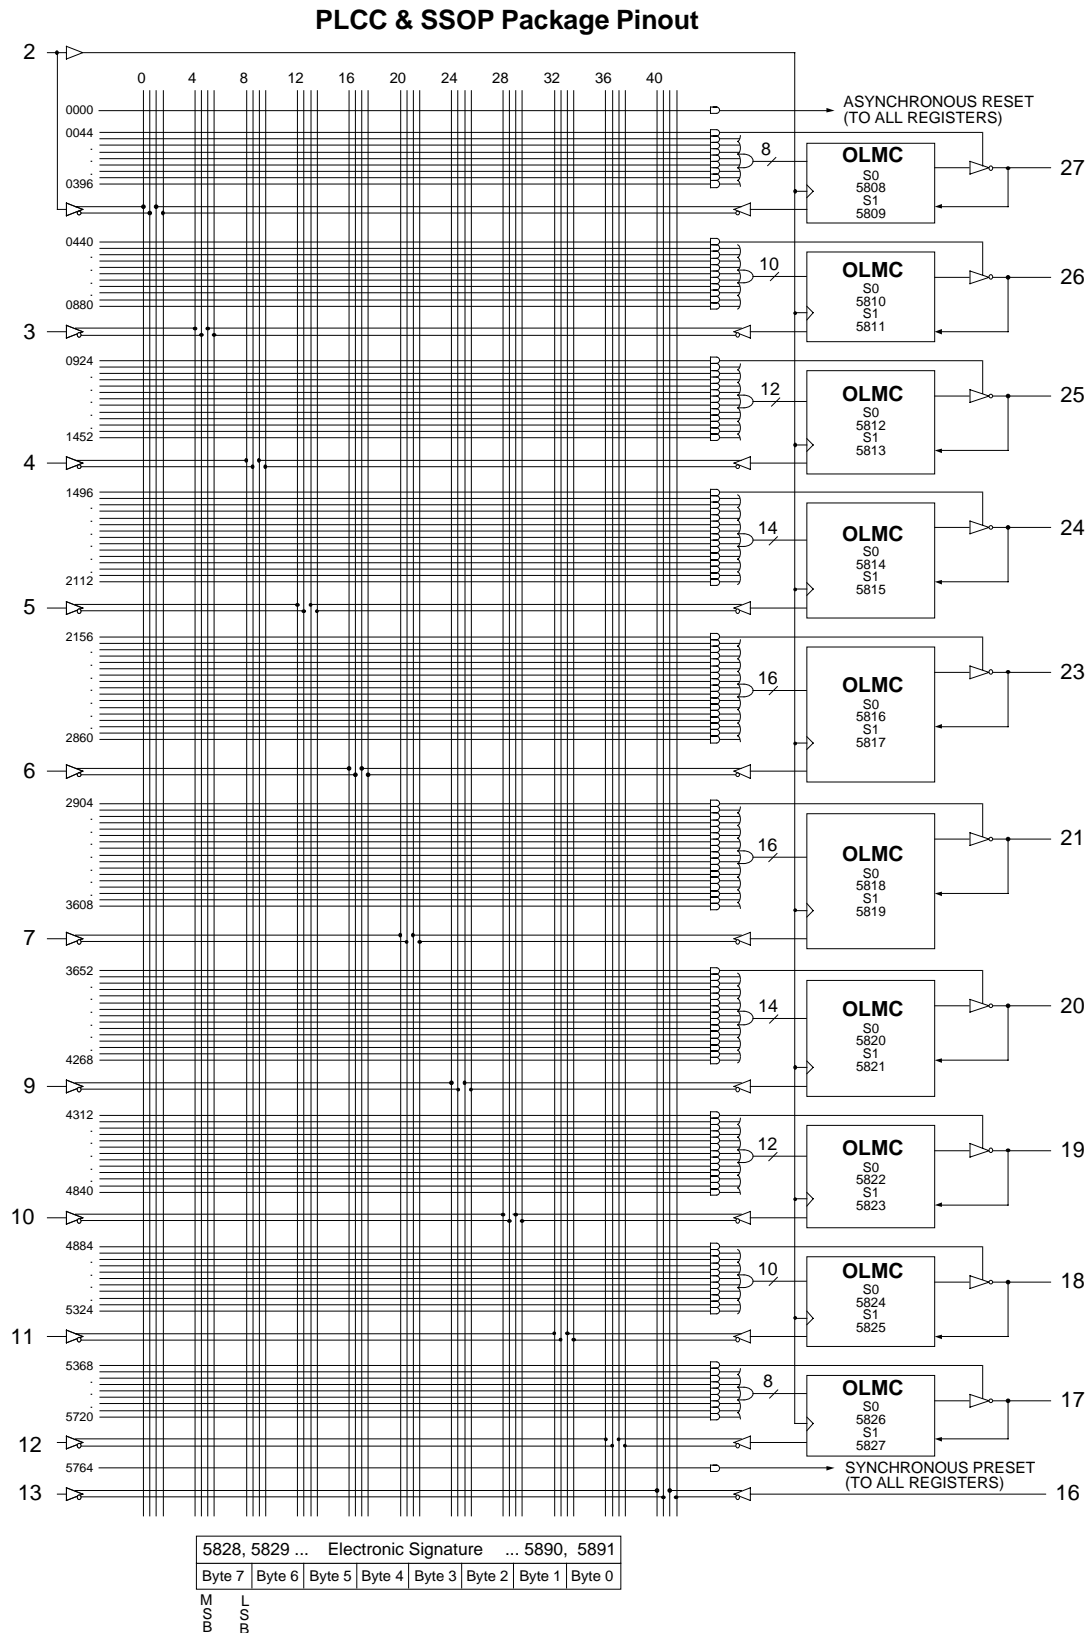 PLCC & SSOP Package Pinout
2
0 4 8 12 16 20 24 28 32 36 40
0000
ASYNCHRONOUS RESET
(TO ALL REGISTERS)
0044
.
.
.
0396
8
OLMC
S0
5808
S1
5809
27
0440
.
.
.
0880
10
OLMC
S0
5810
S1
5811
26
3
0924
.
.
.
1452
12
OLMC
S0
5812
S1
5813
25
4
1496
.
.
.
2112
14
OLMC
S0
5814
S1
5815
24
5
2156
.
.
.
2860
16
OLMC
S0
5816
S1
5817
23
6
2904
.
.
.
3608
16
OLMC
S0
5818
S1
5819
21
7
3652
.
.
.
4268
14
OLMC
S0
5820
S1
5821
20
9
4312
.
.
.
4840
12
OLMC
S0
5822
S1
5823
19
10
4884
.
.
.
5324
10
OLMC
S0
5824
S1
5825
18
11
5368
.
.
.
5720
8
OLMC
S0
5826
S1
5827
17
12
5764
SYNCHRONOUS PRESET
(TO ALL REGISTERS)
13
16
5828, 5829 ... Electronic Signature ... 5890, 5891
Byte 7 Byte 6 Byte 5 Byte 4 Byte 3 Byte 2 Byte 1 Byte 0
M L
S S
B B